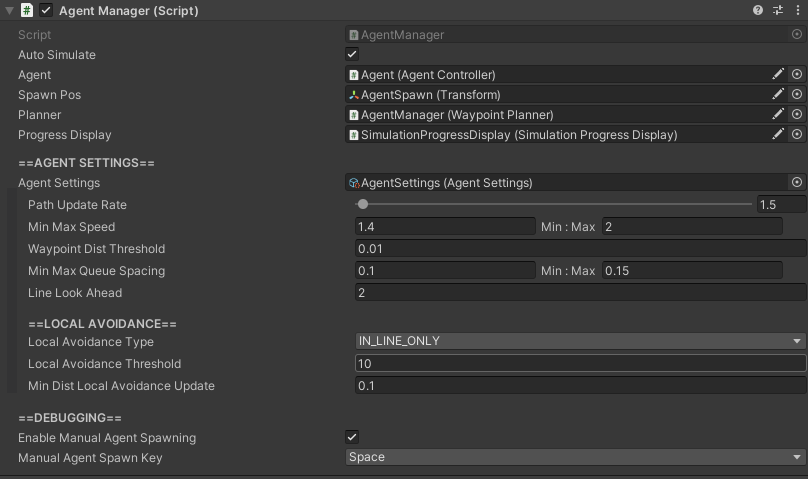 Agent Manager (Script)
Script AgentManager
Auto Simulate
Agent Agent (Agent Controller)
Spawn Pos AgentSpawn (Transform)
Planner AgentManager (Waypoint Planner)
Progress Display SimulationProgressDisplay (Simulation Progress Display)
==AGENT SETTINGS==
Agent Settings AgentSettings (Agent Settings)
Path Update Rate 1.5
Min Max Speed 1.4 Min : Max 2
Waypoint Dist Threshold 0.01
Min Max Queue Spacing 0.1 Min : Max 0.15
Line Look Ahead 2
==LOCAL AVOIDANCE==
Local Avoidance Type IN_LINE_ONLY
Local Avoidance Threshold 10
Min Dist Local Avoidance Update 0.1
==DEBUGGING==
Enable Manual Agent Spawning
Manual Agent Spawn Key Space